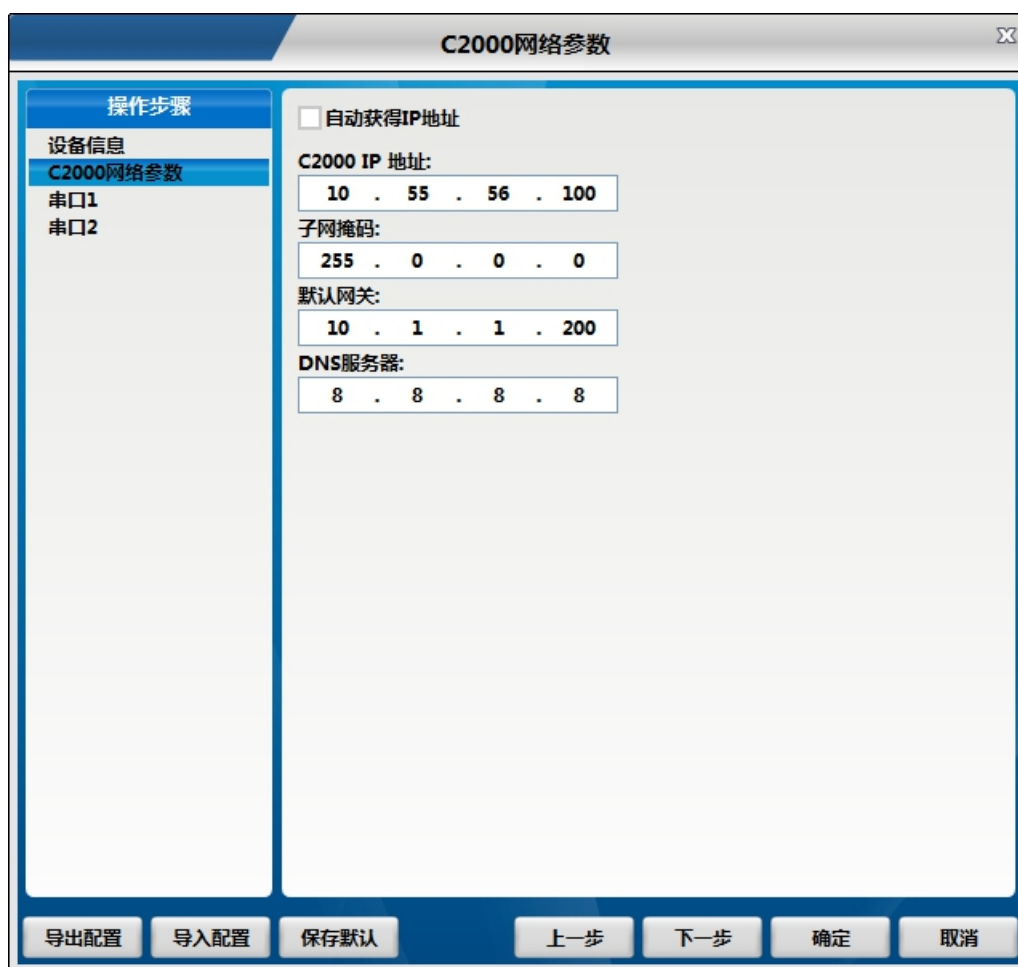 C2000网络参数
操作步骤
设备信息
C2000网络参数
串口1
串口2
自动获得IP地址
C2000 IP 地址:
10 . 55 . 56 . 100
子网掩码:
255 . 0 . 0 . 0
默认网关:
10 . 1 . 1 . 200
DNS服务器:
8 . 8 . 8 . 8
导出配置 导入配置 保存默认 上一步 下一步 确定 取消